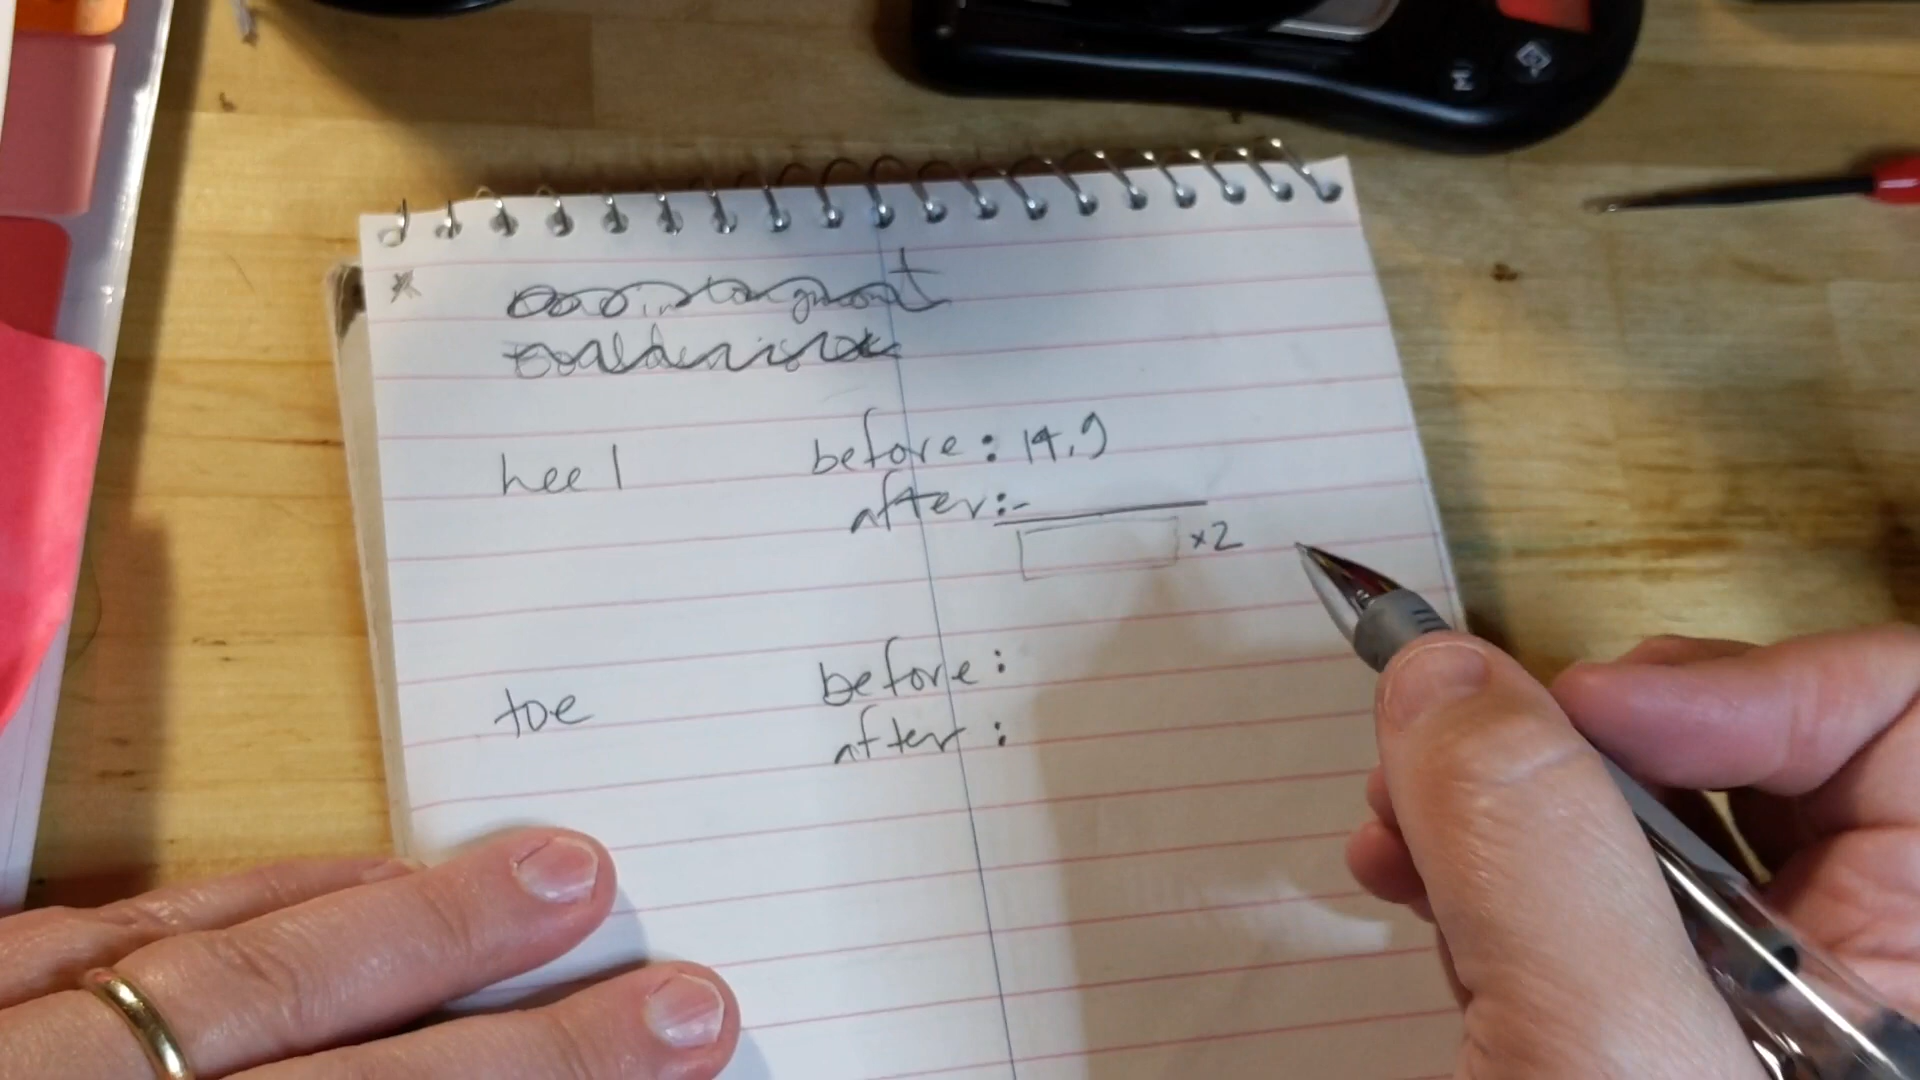 *
heel before: 14.9
after:-
x2
toe before:
after: